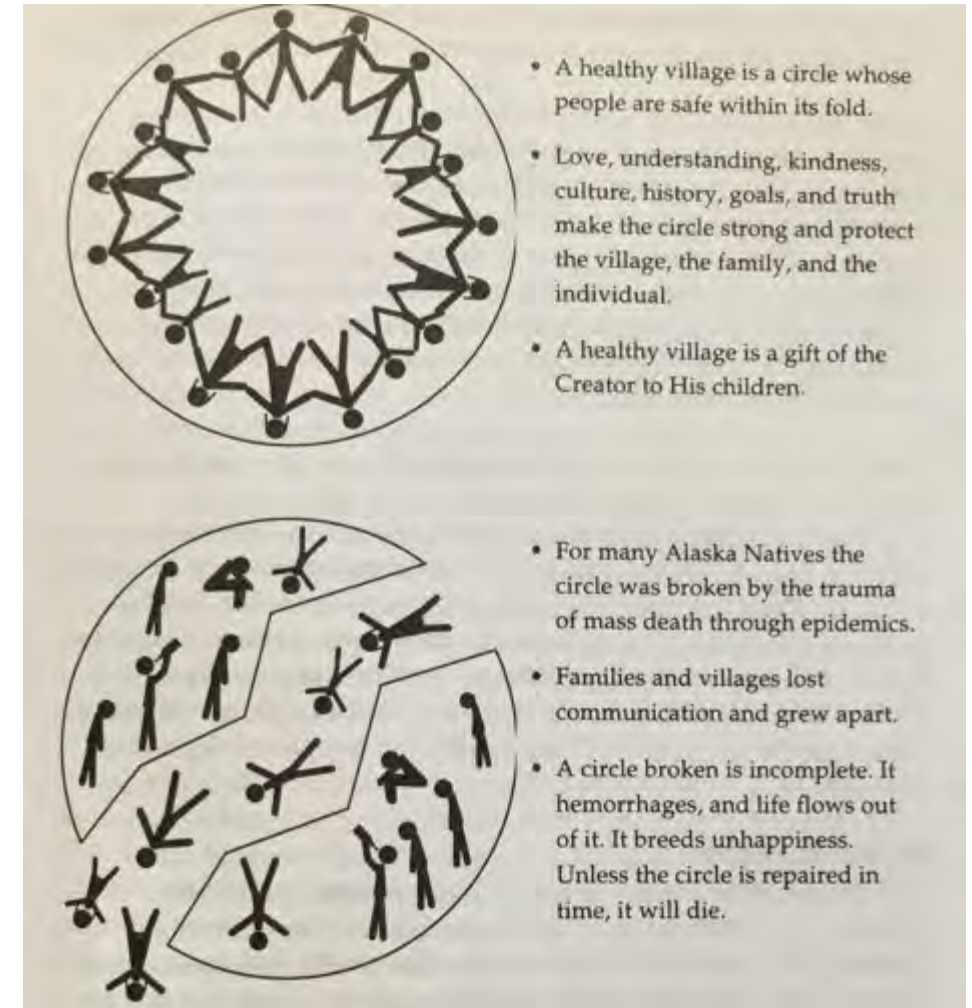 • A healthy village is a circle whose
people are safe within its fold.
• Love, understanding, kindness,
culture, history, goals, and truth
make the circle strong and protect
the village, the family, and the
individual.
• A healthy village is a gift of the
Creator to His children.
• For many Alaska Natives the
circle was broken by the trauma
of mass death through epidemics.
• Families and villages lost
communication and grew apart.
• A circle broken is incomplete. It
hemorrhages, and life flows out
of it. It breeds unhappiness.
Unless the circle is repaired in
time, it will die.